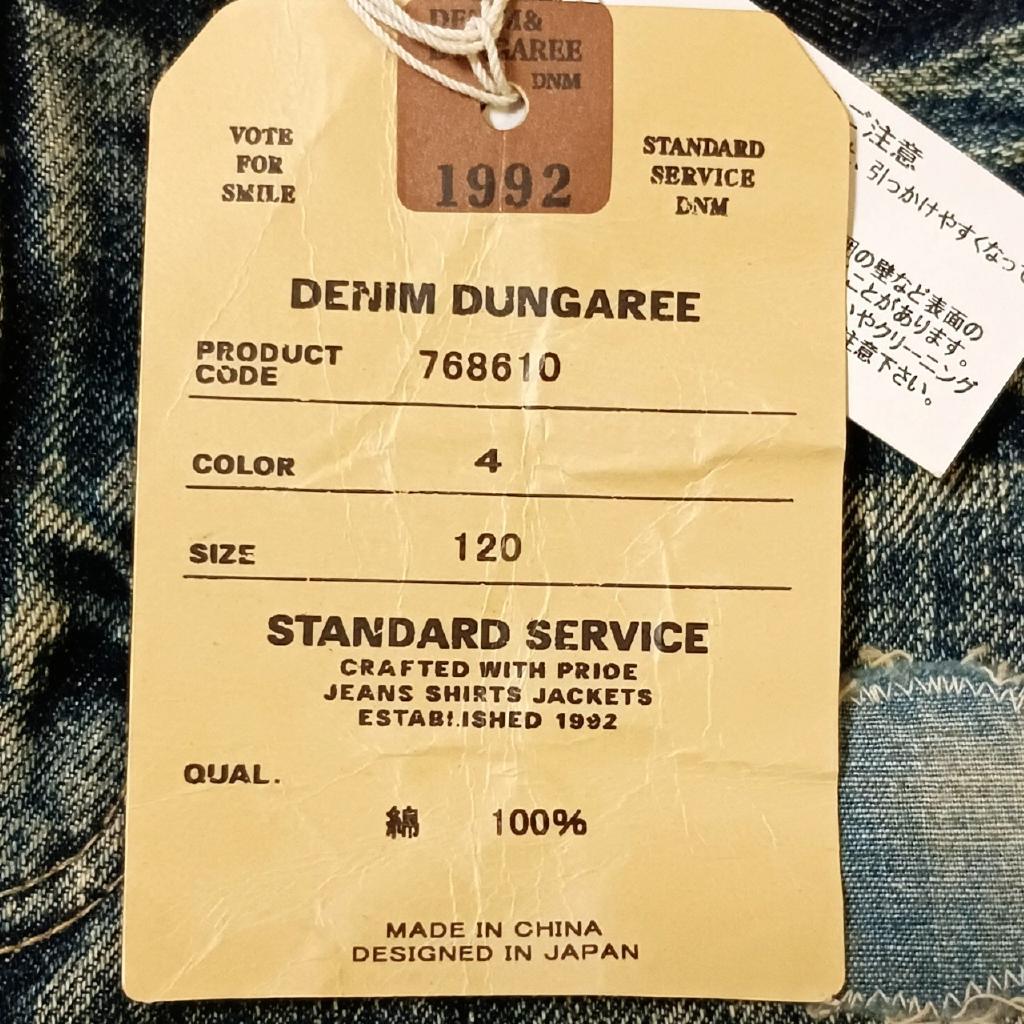 DENIM &
DUNGAREE
DNM
1992
VOTE
FOR
SMILE
STANDARD
SERVICE
DNM
DENIM DUNGAREE
PRODUCT CODE 768610
COLOR 4
SIZE 120
STANDARD SERVICE
CRAFTED WITH PRIDE
JEANS SHIRTS JACKETS
ESTABLISHED 1992
QUAL.
綿 100%
MADE IN CHINA
DESIGNED IN JAPAN
ご注意
、引っかけやすくなって
の壁など表面の
ことがあります。
いやクリーニング
注意下さい。